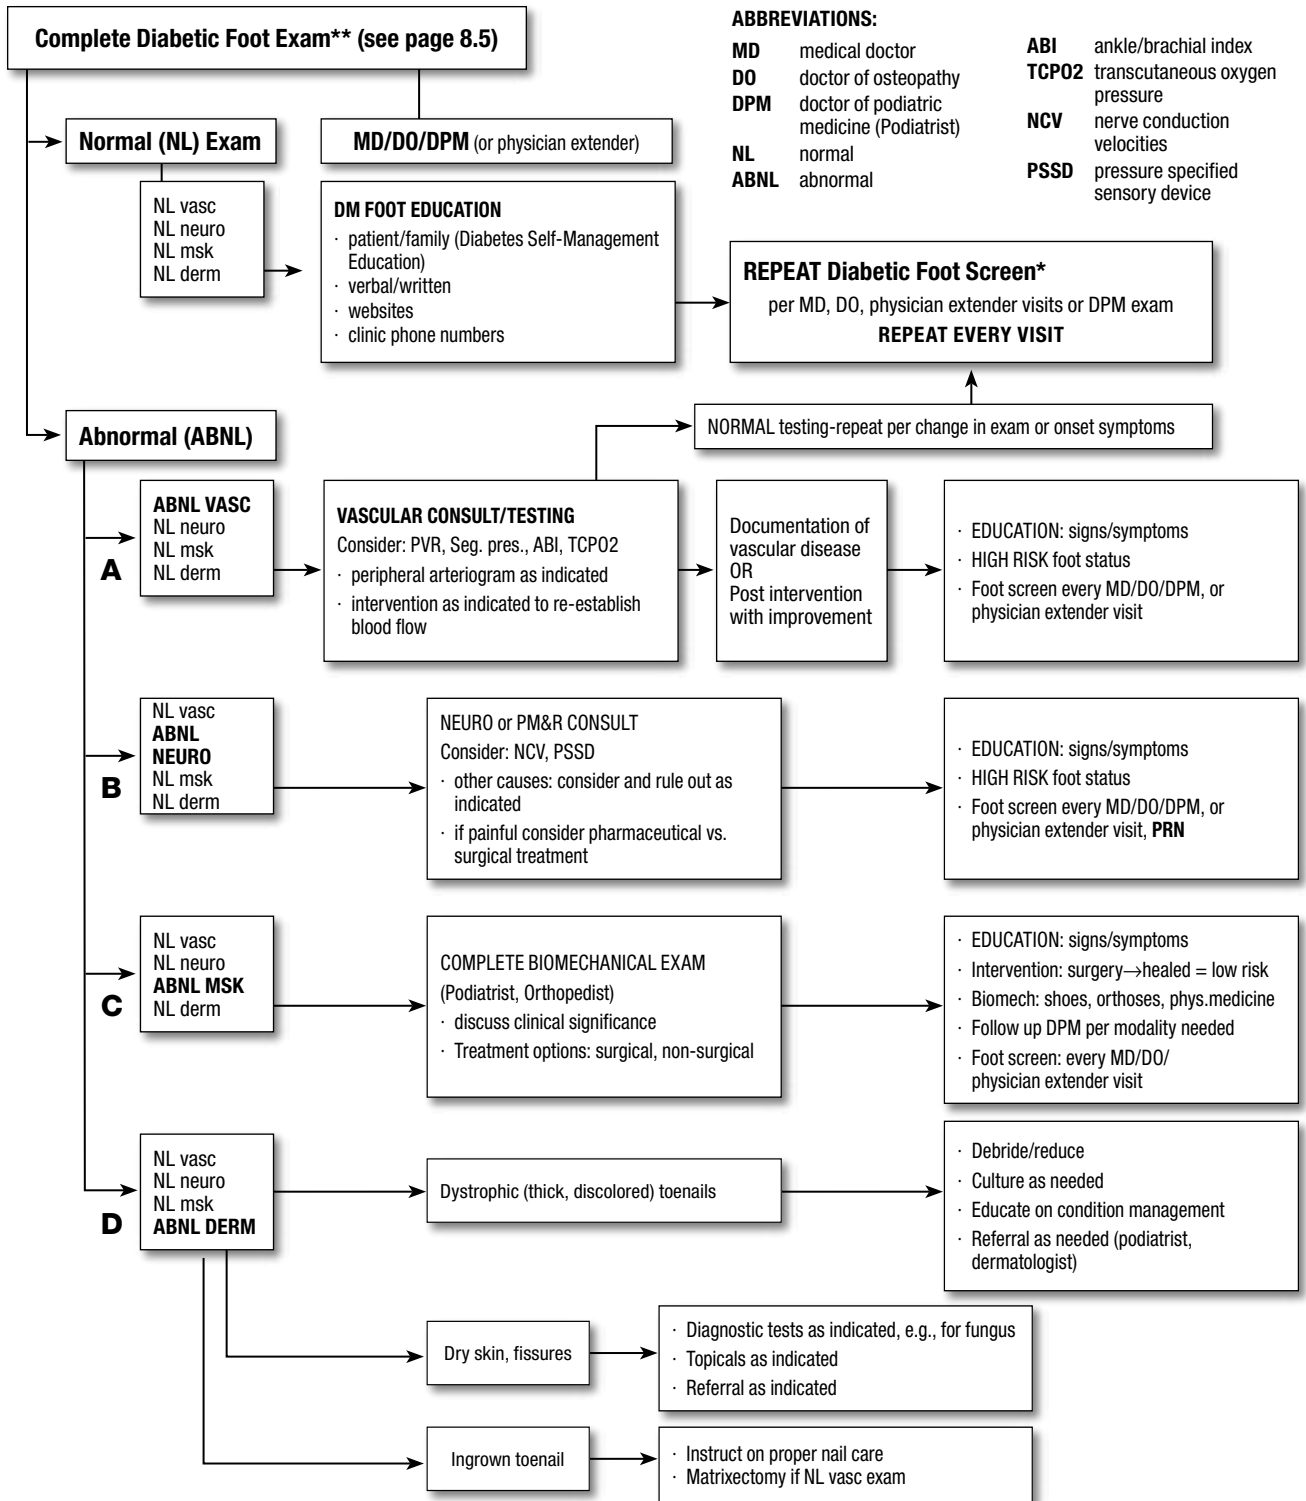 Complete Diabetic Foot Exam** (see page 8.5)
ABBREVIATIONS:
MD medical doctor
DO doctor of osteopathy
DPM doctor of podiatric
medicine (Podiatrist)
NL normal
ABNL abnormal
ABI ankle/brachial index
TCPO2 transcutaneous oxygen
pressure
NCV nerve conduction
velocities
PSSD pressure specified
sensory device
Normal (NL) Exam
MD/DO/DPM (or physician extender)
NL vasc
NL neuro
NL msk
NL derm
DM FOOT EDUCATION
· patient/family (Diabetes Self-Management
Education)
· verbal/written
· websites
· clinic phone numbers
REPEAT Diabetic Foot Screen*
per MD, DO, physician extender visits or DPM exam
REPEAT EVERY VISIT
Abnormal (ABNL)
NORMAL testing-repeat per change in exam or onset symptoms
A
ABNL VASC
NL neuro
NL msk
NL derm
VASCULAR CONSULT/TESTING
Consider: PVR, Seg. pres., ABI, TCPO2
· peripheral arteriogram as indicated
· intervention as indicated to re-establish
blood flow
Documentation of
vascular disease
OR
Post intervention
with improvement
· EDUCATION: signs/symptoms
· HIGH RISK foot status
· Foot screen every MD/DO/DPM, or
physician extender visit
B
NL vasc
ABNL
NEURO
NL msk
NL derm
NEURO or PM&R CONSULT
Consider: NCV, PSSD
· other causes: consider and rule out as
indicated
· if painful consider pharmaceutical vs.
surgical treatment
· EDUCATION: signs/symptoms
· HIGH RISK foot status
· Foot screen every MD/DO/DPM, or
physician extender visit, PRN
C
NL vasc
NL neuro
ABNL MSK
NL derm
COMPLETE BIOMECHANICAL EXAM
(Podiatrist, Orthopedist)
· discuss clinical significance
· Treatment options: surgical, non-surgical
· EDUCATION: signs/symptoms
· Intervention: surgery→healed = low risk
· Biomech: shoes, orthoses, phys.medicine
· Follow up DPM per modality needed
· Foot screen: every MD/DO/
physician extender visit
D
NL vasc
NL neuro
NL msk
ABNL DERM
Dystrophic (thick, discolored) toenails
· Debride/reduce
· Culture as needed
· Educate on condition management
· Referral as needed (podiatrist,
dermatologist)
Dry skin, fissures
· Diagnostic tests as indicated, e.g., for fungus
· Topicals as indicated
· Referral as indicated
Ingrown toenail
· Instruct on proper nail care
· Matrixectomy if NL vasc exam